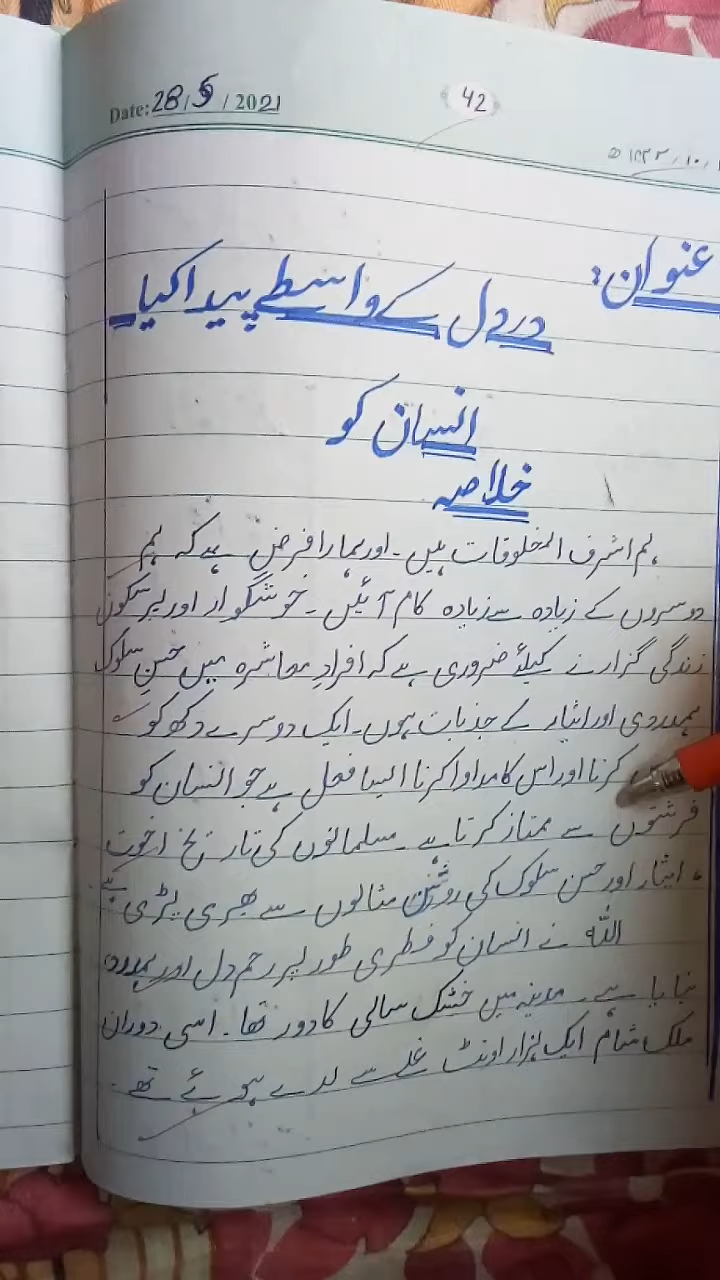 Date: 28/5/2021
42
عنوان:
درد دل کے واسطے پیدا کیا
انسان کو
خلاصہ
ہم اشرف المخلوقات ہیں۔ اور ہمارا فرض ہے کہ ہم
دوسروں کے زیادہ سے زیادہ کام آئیں۔ خوشگوار اور پرسکون
زندگی گزارنے کیلئے ضروری ہے کہ افرادِ معاشرہ میں حسنِ سلوک
ہمدردی اور ایثار کے جذبات ہوں۔ ایک دوسرے دکھ کو
کرنا اور اس کا مداوا کرنا ایسا فعل ہے جو انسان کو
فرشتوں سے ممتاز کرتا ہے۔ مسلمانوں کی تاریخ اخوت
، ایثار اور حسن سلوک کی روشن مثالوں سے بھری پڑی ہے
اللہ نے انسان کو فطری طور پر رحم دل اور ہمدرد
بنایا ہے۔ مدینہ میں خشک سالی کا دور تھا۔ اسی دوران
ملک شام ایک ہزار اونٹ غلے سے لدے ہوئے تھے۔